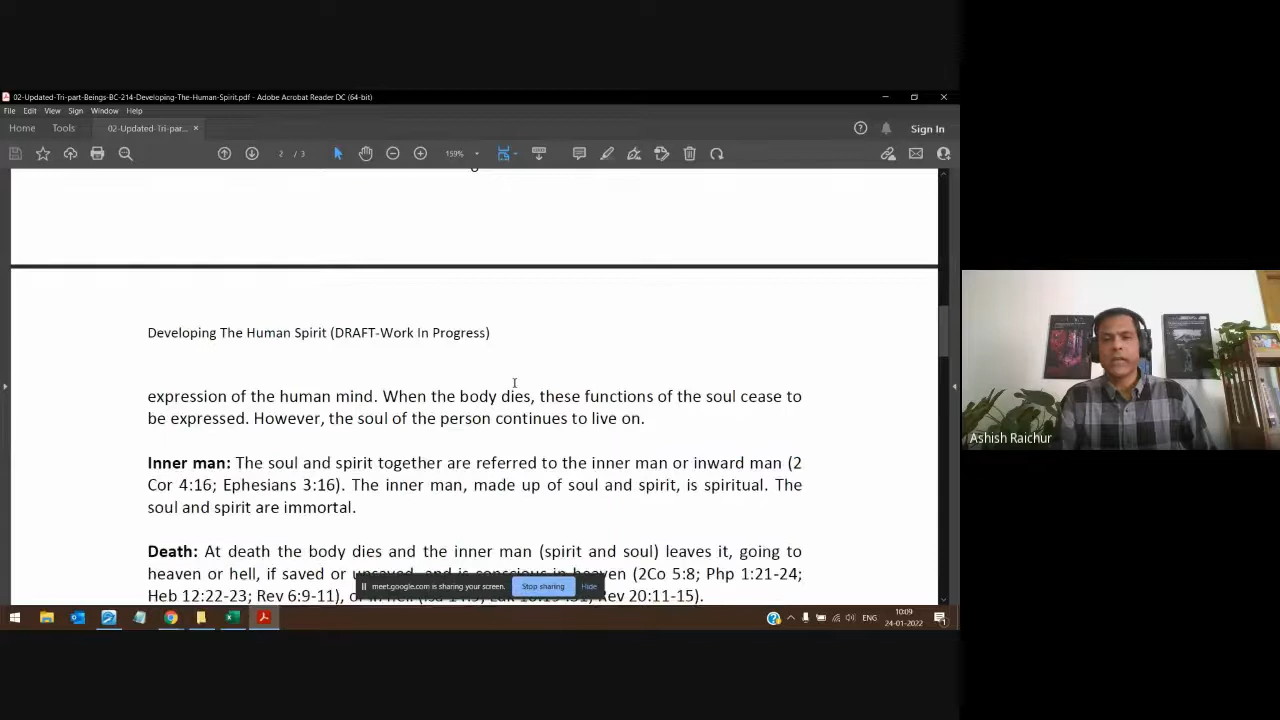 02-Updated-Tri-part-Beings-BC-214-Developing-The-Human-Spirit.pdf - Adobe Acrobat Reader DC (64-bit)
File Edit View Sign Window Help
Home Tools 02-Updated-Tri-par... × Sign In
2 / 3 159%
Developing The Human Spirit (DRAFT-Work In Progress)
expression of the human mind. When the body dies, these functions of the soul cease to
be expressed. However, the soul of the person continues to live on.
Inner man: The soul and spirit together are referred to the inner man or inward man (2
Cor 4:16; Ephesians 3:16). The inner man, made up of soul and spirit, is spiritual. The
soul and spirit are immortal.
Death: At death the body dies and the inner man (spirit and soul) leaves it, going to
heaven or hell, if saved or unsaved, and is conscious in heaven (2Co 5:8; Php 1:21-24;
Heb 12:22-23; Rev 6:9-11), or in hell Rev 20:11-15).
meet.google.com is sharing your screen. Stop sharing Hide
Ashish Raichur
ENG
10:09
24-01-2022